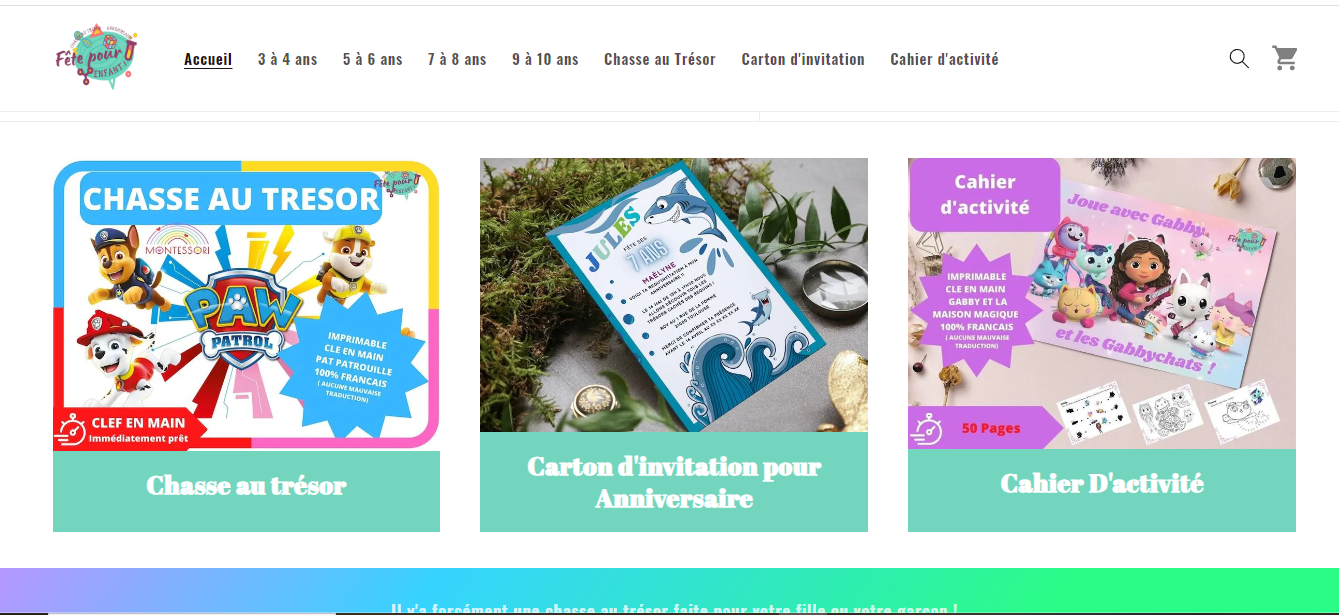 Fête pour
ENFANT!
Accueil
3 à 4 ans
5 à 6 ans
7 à 8 ans
9 à 10 ans
Chasse au Trésor
Carton d'invitation
Cahier d'activité
CHASSE AU TRESOR
Fête pour
MONTESSORI
PAW
PATROL
IMPRIMABLE
CLE EN MAIN
PAT PATROUILLE
100% FRANCAIS
( AUCUNE MAUVAISE
TRADUCTION)
CLEF EN MAIN
Immédiatement prêt
Chasse au trésor
JULES
FÊTE SES
7 ANS
MAËLYNE
Carton d'invitation pour
Anniversaire
Cahier
d'activité
Joue avec Gabby
Fête pour
IMPRIMABLE
CLE EN MAIN
GABBY ET LA
MAISON MAGIQUE
100% FRANCAIS
( AUCUNE MAUVAISE
TRADUCTION)
et les Gabbychats !
50 Pages
Cahier D'activité
Il y'a forcément une chasse au trésor faite pour votre fille ou votre garçon !